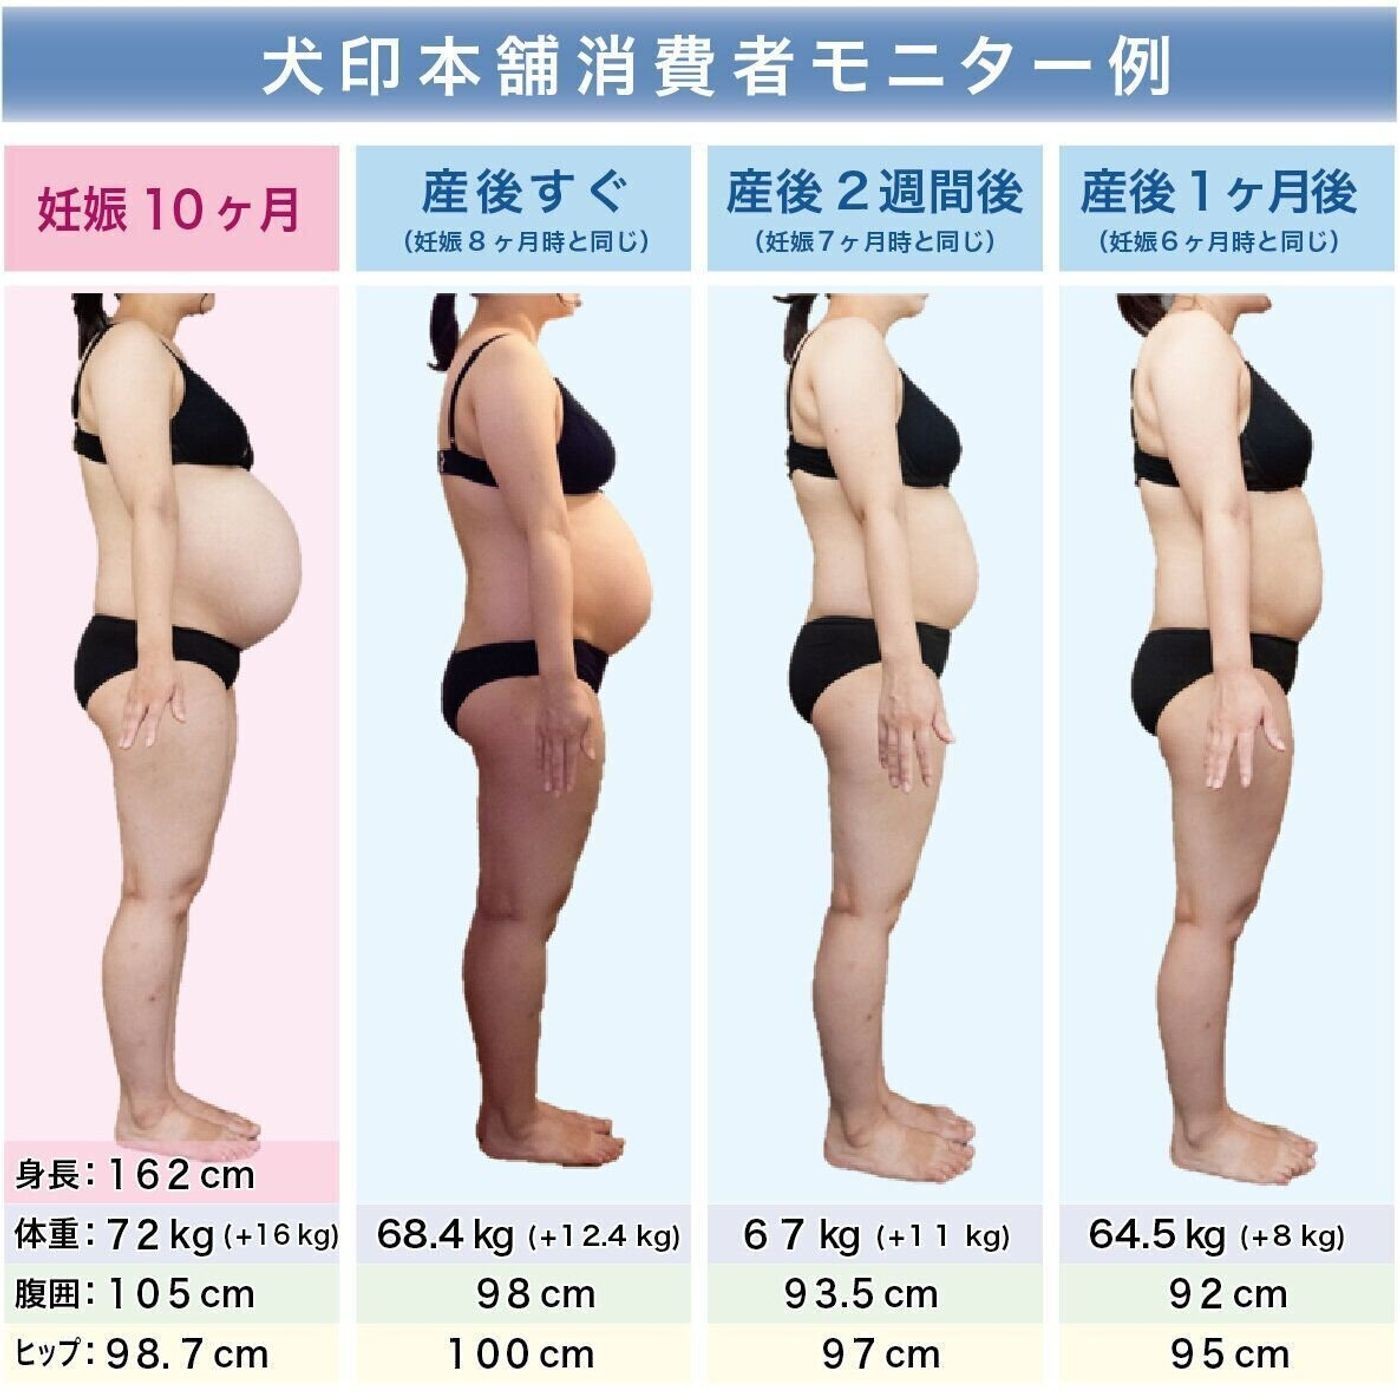 犬印本舗消費者モニター例
妊娠10ヶ月
産後すぐ
（妊娠8ヶ月時と同じ）
産後2週間後
（妊娠7ヶ月時と同じ）
産後1ヶ月後
（妊娠6ヶ月時と同じ）
身長：162cm
体重：72kg(+16kg)
68.4kg (+12.4kg)
67kg (+11kg)
64.5kg (+8kg)
腹囲：105cm
98cm
93.5cm
92cm
ヒップ：98.7cm
100cm
97cm
95cm